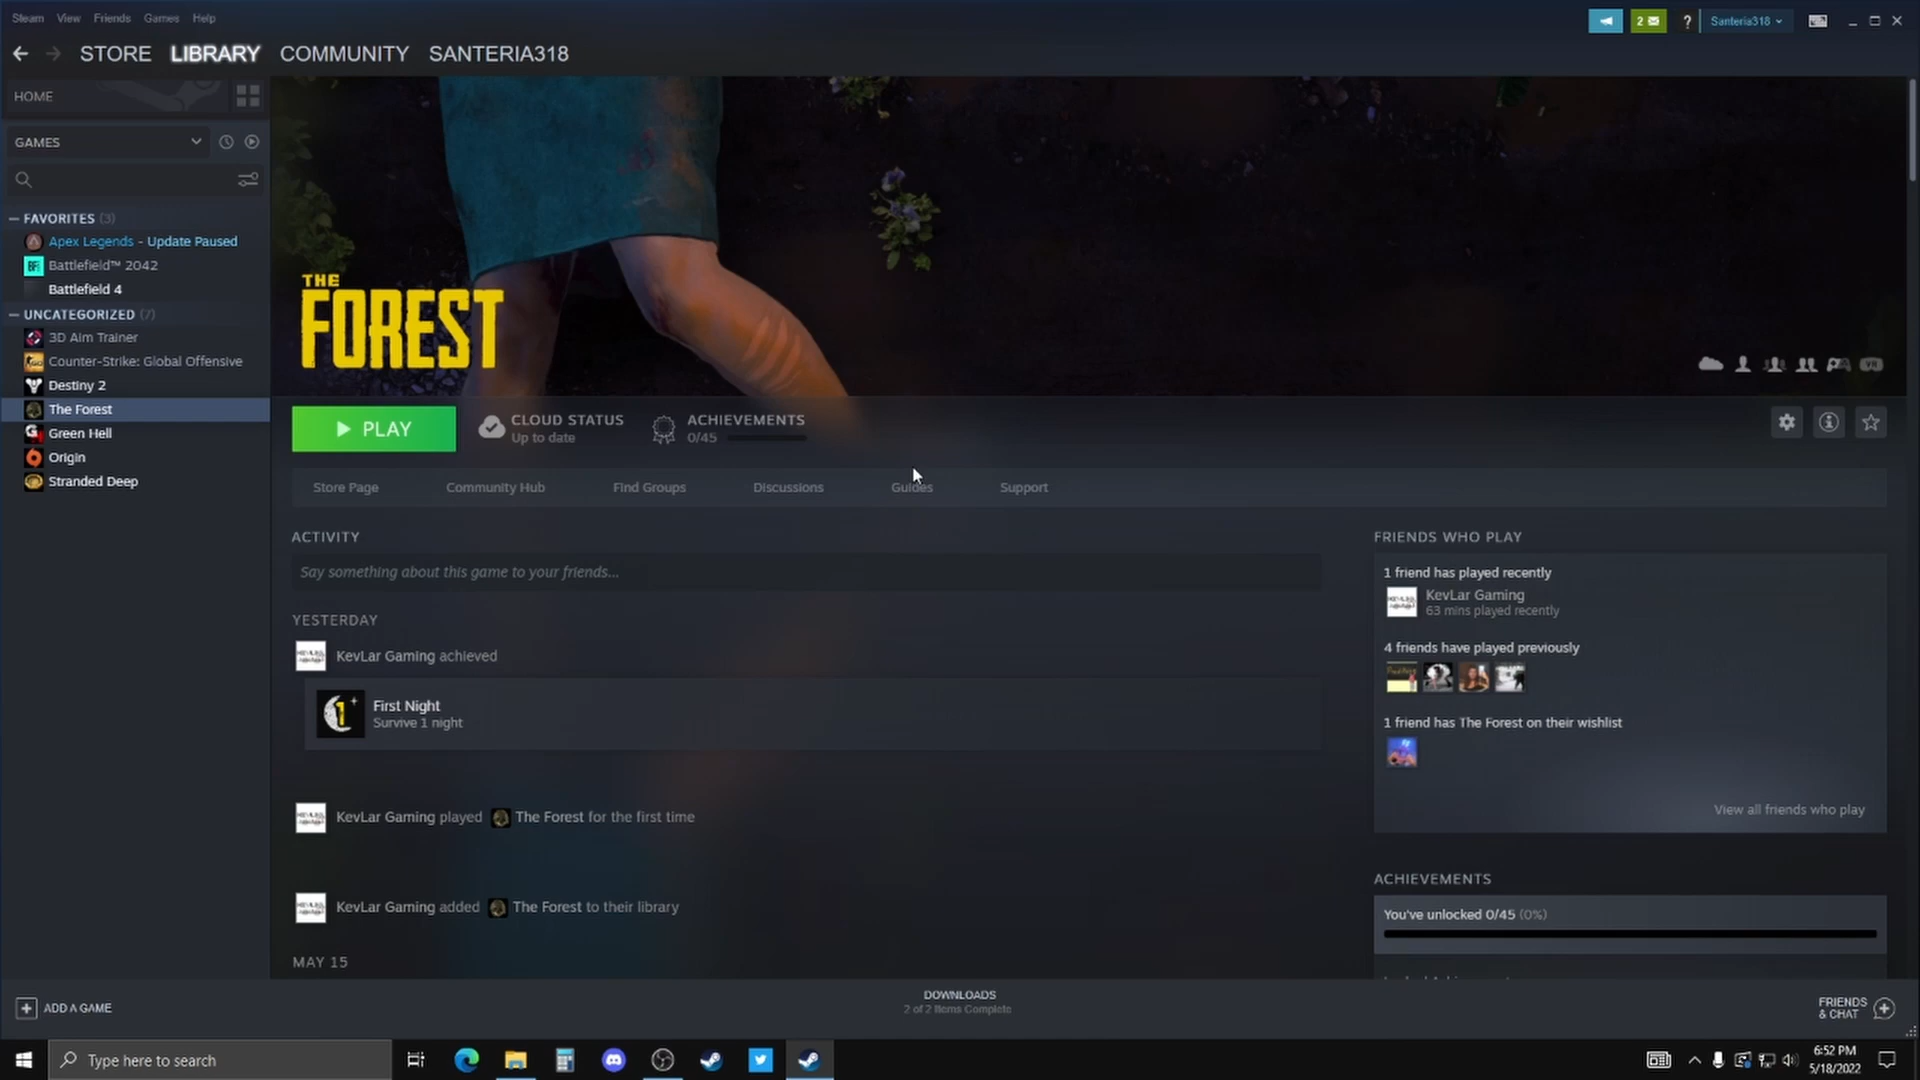 Steam View Friends Games Help
2
?
Santeria318
STORE LIBRARY COMMUNITY SANTERIA318
HOME
GAMES
FAVORITES (3)
Apex Legends - Update Paused
Battlefield™ 2042
Battlefield 4
UNCATEGORIZED (7)
3D Aim Trainer
Counter-Strike: Global Offensive
Destiny 2
The Forest
Green Hell
Origin
Stranded Deep
THE
FOREST
VR
PLAY
CLOUD STATUS
Up to date
ACHIEVEMENTS
0/45
Store Page Community Hub Find Groups Discussions Guides Support
ACTIVITY
Say something about this game to your friends...
YESTERDAY
KevLar Gaming achieved
1
First Night
Survive 1 night
KevLar Gaming played The Forest for the first time
KevLar Gaming added The Forest to their library
MAY 15
FRIENDS WHO PLAY
1 friend has played recently
KevLar Gaming
63 mins played recently
4 friends have played previously
1 friend has The Forest on their wishlist
View all friends who play
ACHIEVEMENTS
You've unlocked 0/45 (0%)
ADD A GAME
DOWNLOADS
2 of 2 Items Complete
FRIENDS
& CHAT
Type here to search
6:52 PM
5/18/2022